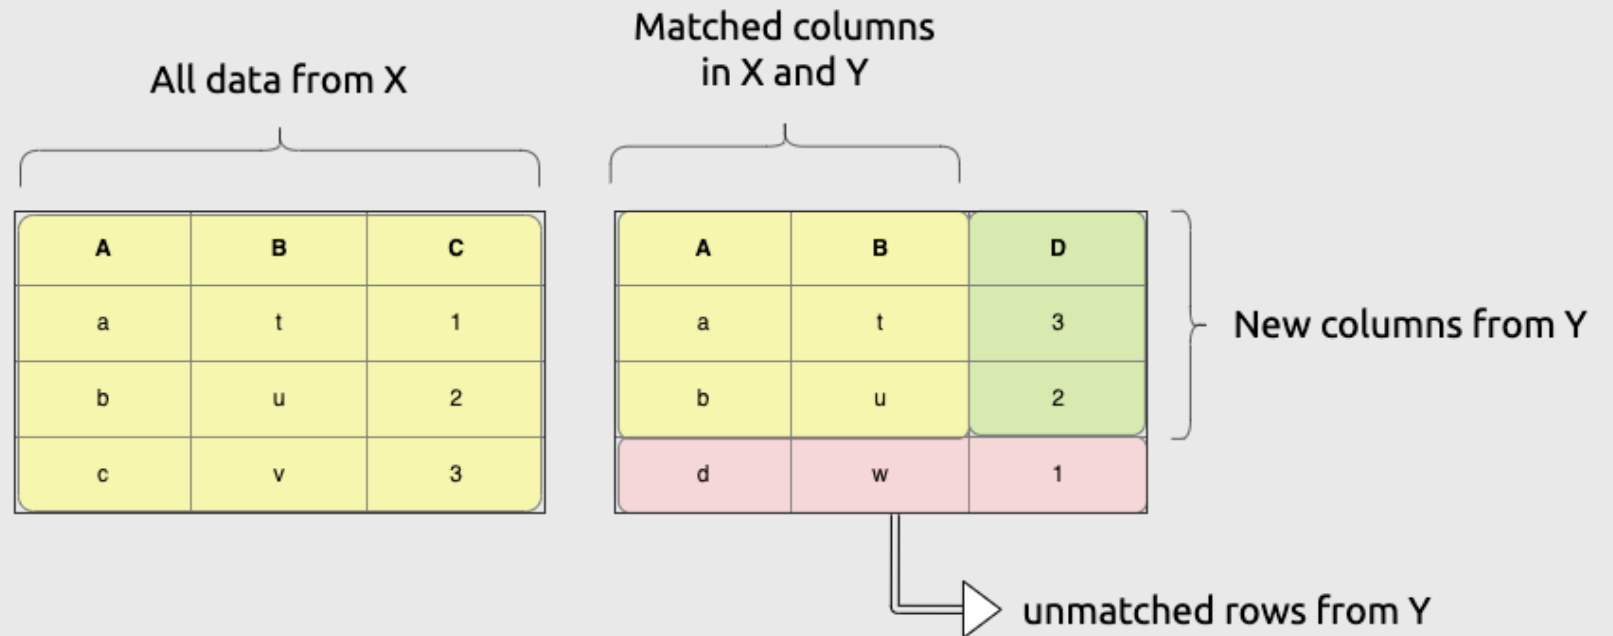 Matched columns
in X and Y
All data from X
A B C
a t 1
b u 2
c v 3
A B D
a t 3
b u 2
d w 1
New columns from Y
unmatched rows from Y